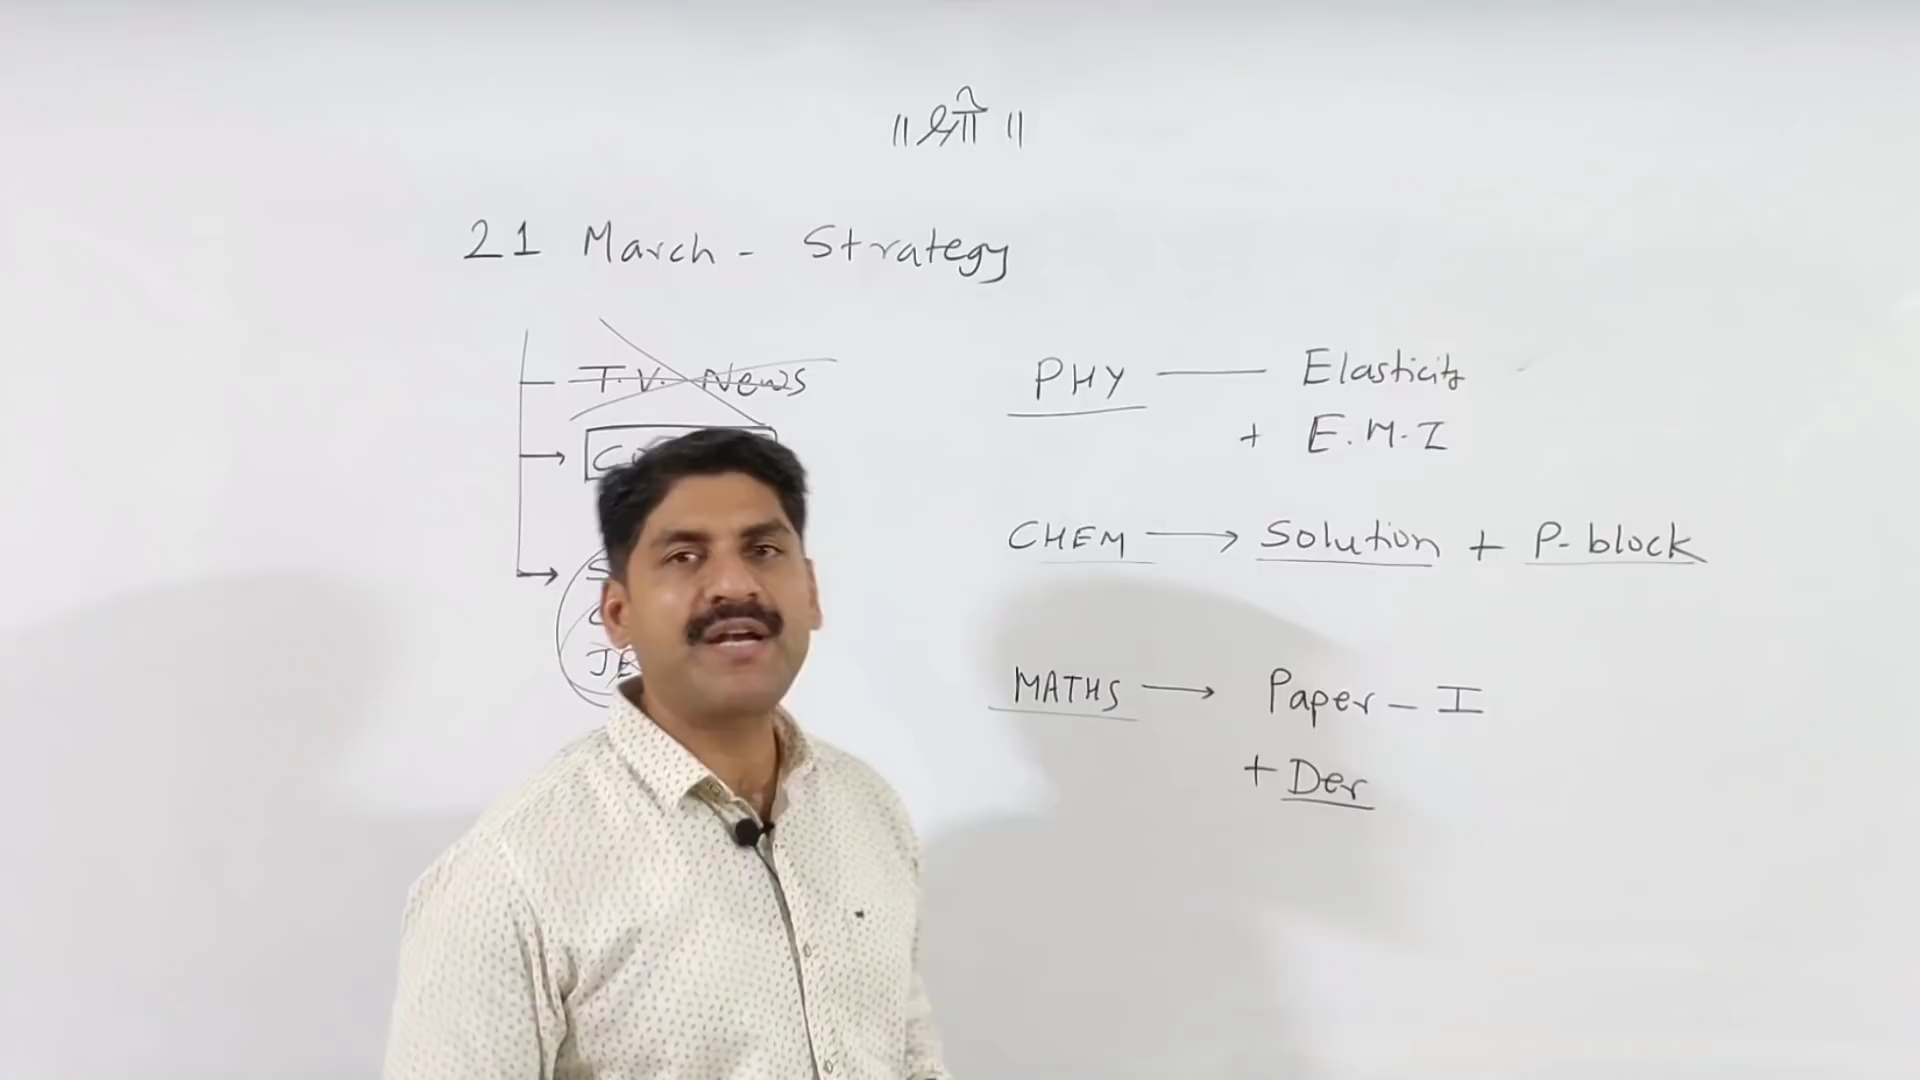 ॥ श्री ॥
21 March - Strategy
T.V. News
PHY — Elasticity
+ E.M.I
CHEM → Solution + P-block
MATHS → Paper - I
+ Der